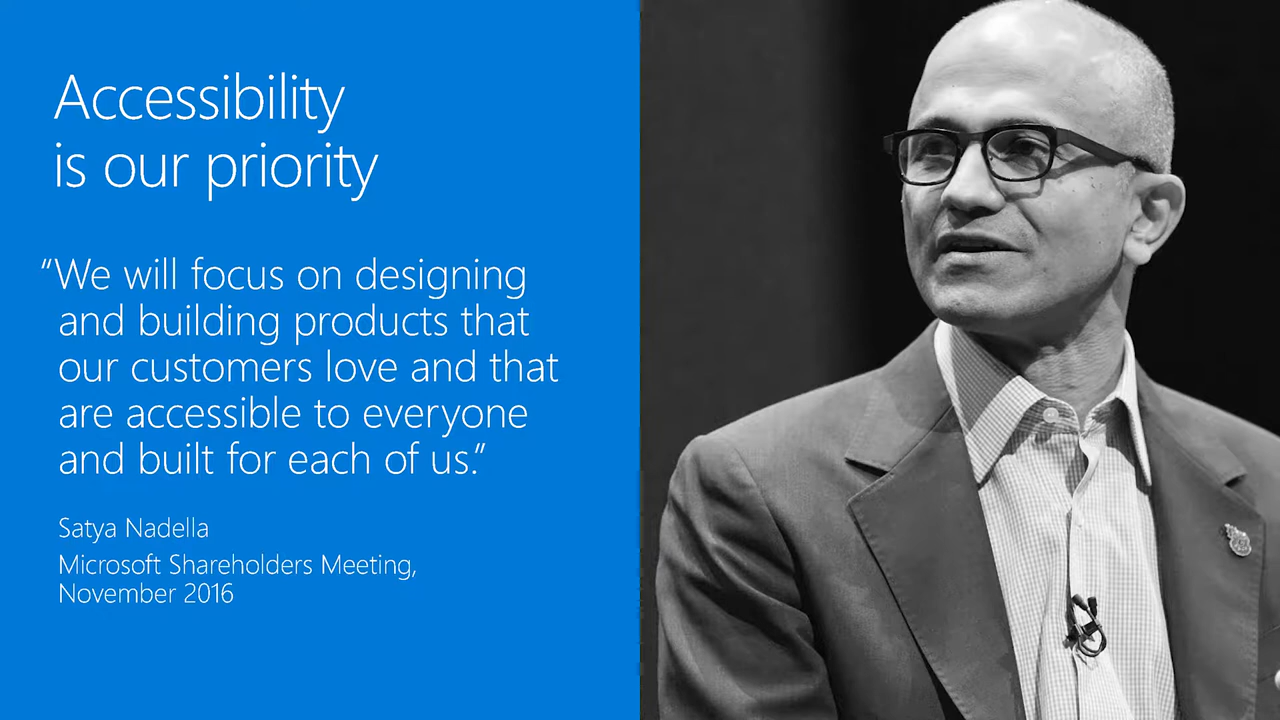 Accessibility
is our priority
“We will focus on designing
and building products that
our customers love and that
are accessible to everyone
and built for each of us.”
Satya Nadella
Microsoft Shareholders Meeting,
November 2016